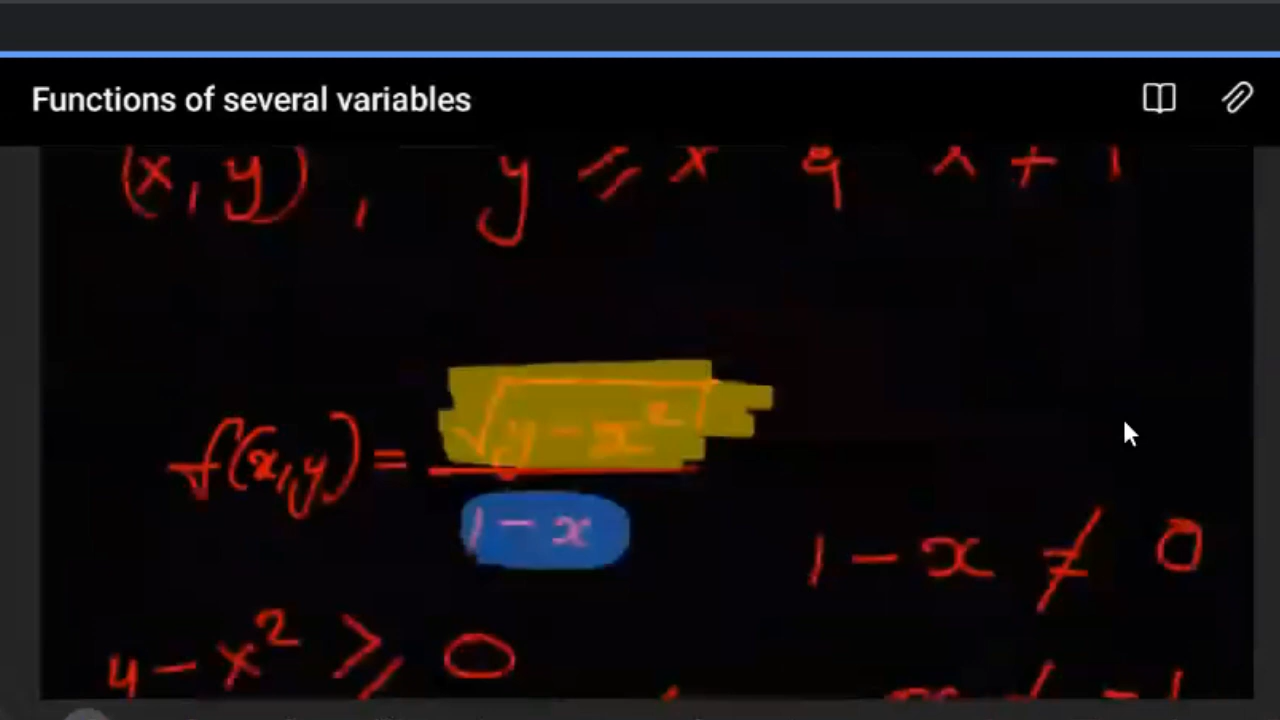 Functions of several variables
(x, y), y ⩾ x & x ≠ 1
f(x,y) = √(y-x²) / 1-x
1-x ≠ 0
y-x² ⩾ 0